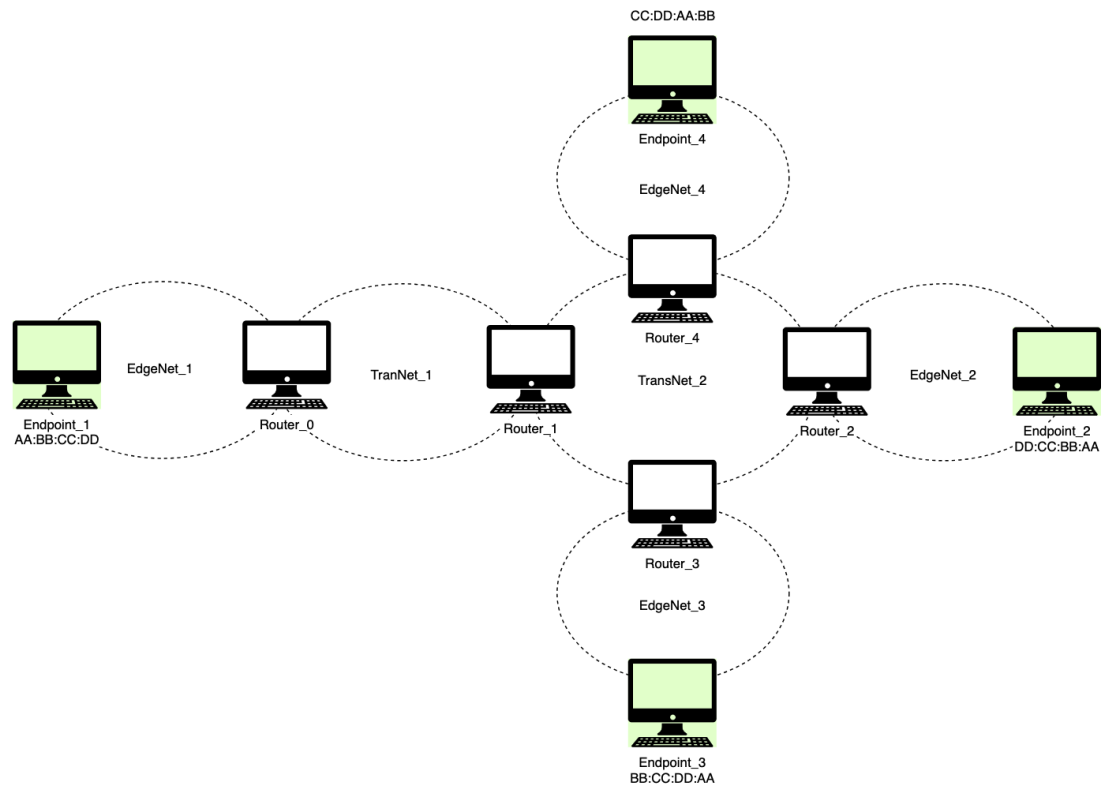 CC:DD:AA:BB
Endpoint_4
EdgeNet_4
Router_4
EdgeNet_1
TranNet_1
TransNet_2
EdgeNet_2
Endpoint_1
AA:BB:CC:DD
Router_0
Router_1
Router_2
Endpoint_2
DD:CC:BB:AA
Router_3
EdgeNet_3
Endpoint_3
BB:CC:DD:AA